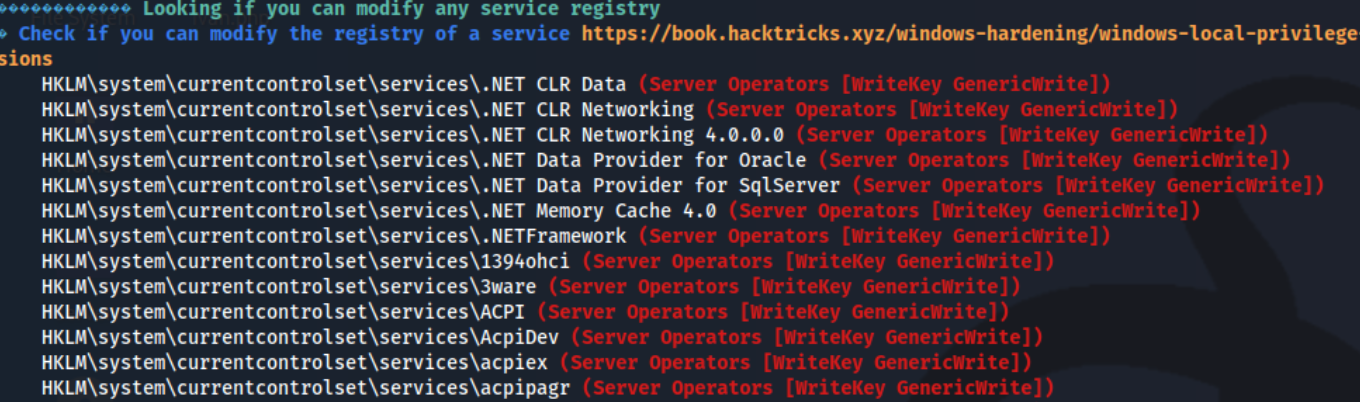 Looking if you can modify any service registry
Check if you can modify the registry of a service https://book.hacktricks.xyz/windows-hardening/windows-local-privilege-
sions
HKLM\system\currentcontrolset\services\.NET CLR Data (Server Operators [WriteKey GenericWrite])
HKLM\system\currentcontrolset\services\.NET CLR Networking (Server Operators [WriteKey GenericWrite])
HKLM\system\currentcontrolset\services\.NET CLR Networking 4.0.0.0 (Server Operators [WriteKey GenericWrite])
HKLM\system\currentcontrolset\services\.NET Data Provider for Oracle (Server Operators [WriteKey GenericWrite])
HKLM\system\currentcontrolset\services\.NET Data Provider for SqlServer (Server Operators [WriteKey GenericWrite])
HKLM\system\currentcontrolset\services\.NET Memory Cache 4.0 (Server Operators [WriteKey GenericWrite])
HKLM\system\currentcontrolset\services\.NETFramework (Server Operators [WriteKey GenericWrite])
HKLM\system\currentcontrolset\services\1394ohci (Server Operators [WriteKey GenericWrite])
HKLM\system\currentcontrolset\services\3ware (Server Operators [WriteKey GenericWrite])
HKLM\system\currentcontrolset\services\ACPI (Server Operators [WriteKey GenericWrite])
HKLM\system\currentcontrolset\services\AcpiDev (Server Operators [WriteKey GenericWrite])
HKLM\system\currentcontrolset\services\acpiex (Server Operators [WriteKey GenericWrite])
HKLM\system\currentcontrolset\services\acpipagr (Server Operators [WriteKey GenericWrite])